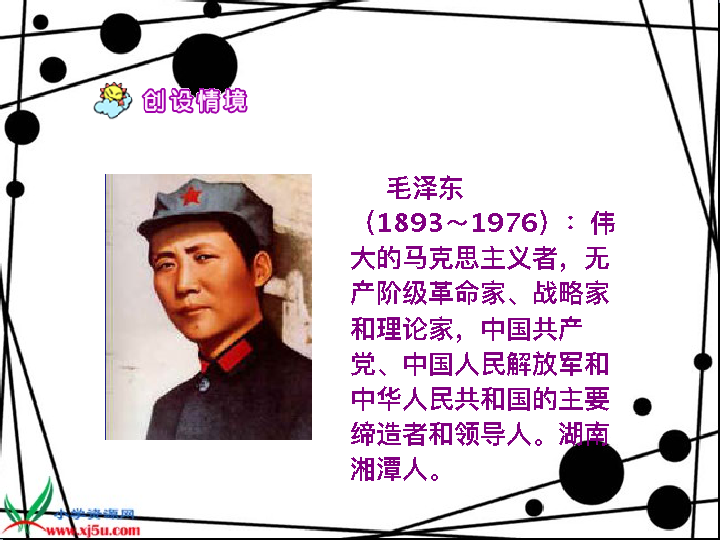 创设情境
毛泽东
（1893～1976）：伟
大的马克思主义者，无
产阶级革命家、战略家
和理论家，中国共产
党、中国人民解放军和
中华人民共和国的主要
缔造者和领导人。湖南
湘潭人。
小学资源网
www.xj5u.com